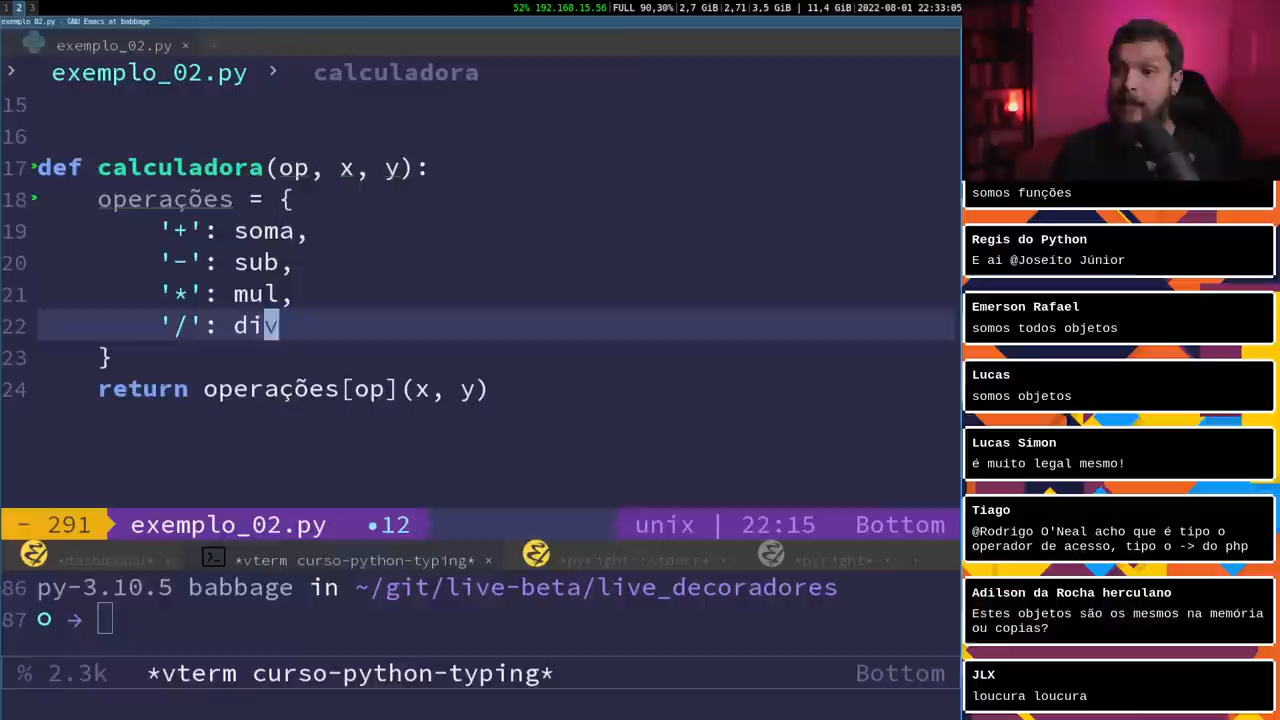 1 2 3
52% 192.168.15.56|FULL 90,30%|2,7 GiB|2,71|3,5 GiB | 11,4 GiB|2022-08-01 22:33:05
exemplo_02.py - GNU Emacs at babbage
exemplo_02.py ×
› exemplo_02.py › calculadora
15
16
17 def calculadora(op, x, y):
18 operações = {
19 '+': soma,
20 '-': sub,
21 '*': mul,
22 '/': div
23 }
24 return operações[op](x, y)
- 291 exemplo_02.py •12 unix | 22:15 Bottom
*dashboard* × *vterm curso-python-typing* × *pyright::stderr* × *pyright* ×
86 py-3.10.5 babbage in ~/git/live-beta/live_decoradores
87 →
% 2.3k *vterm curso-python-typing* Bottom
somos funções
Regis do Python
E ai @Joseíto Júnior
Emerson Rafael
somos todos objetos
Lucas
somos objetos
Lucas Simon
é muito legal mesmo!
Tiago
@Rodrigo O'Neal acho que é tipo o
operador de acesso, tipo o -> do php
Adilson da Rocha herculano
Estes objetos são os mesmos na memória
ou copias?
JLX
loucura loucura